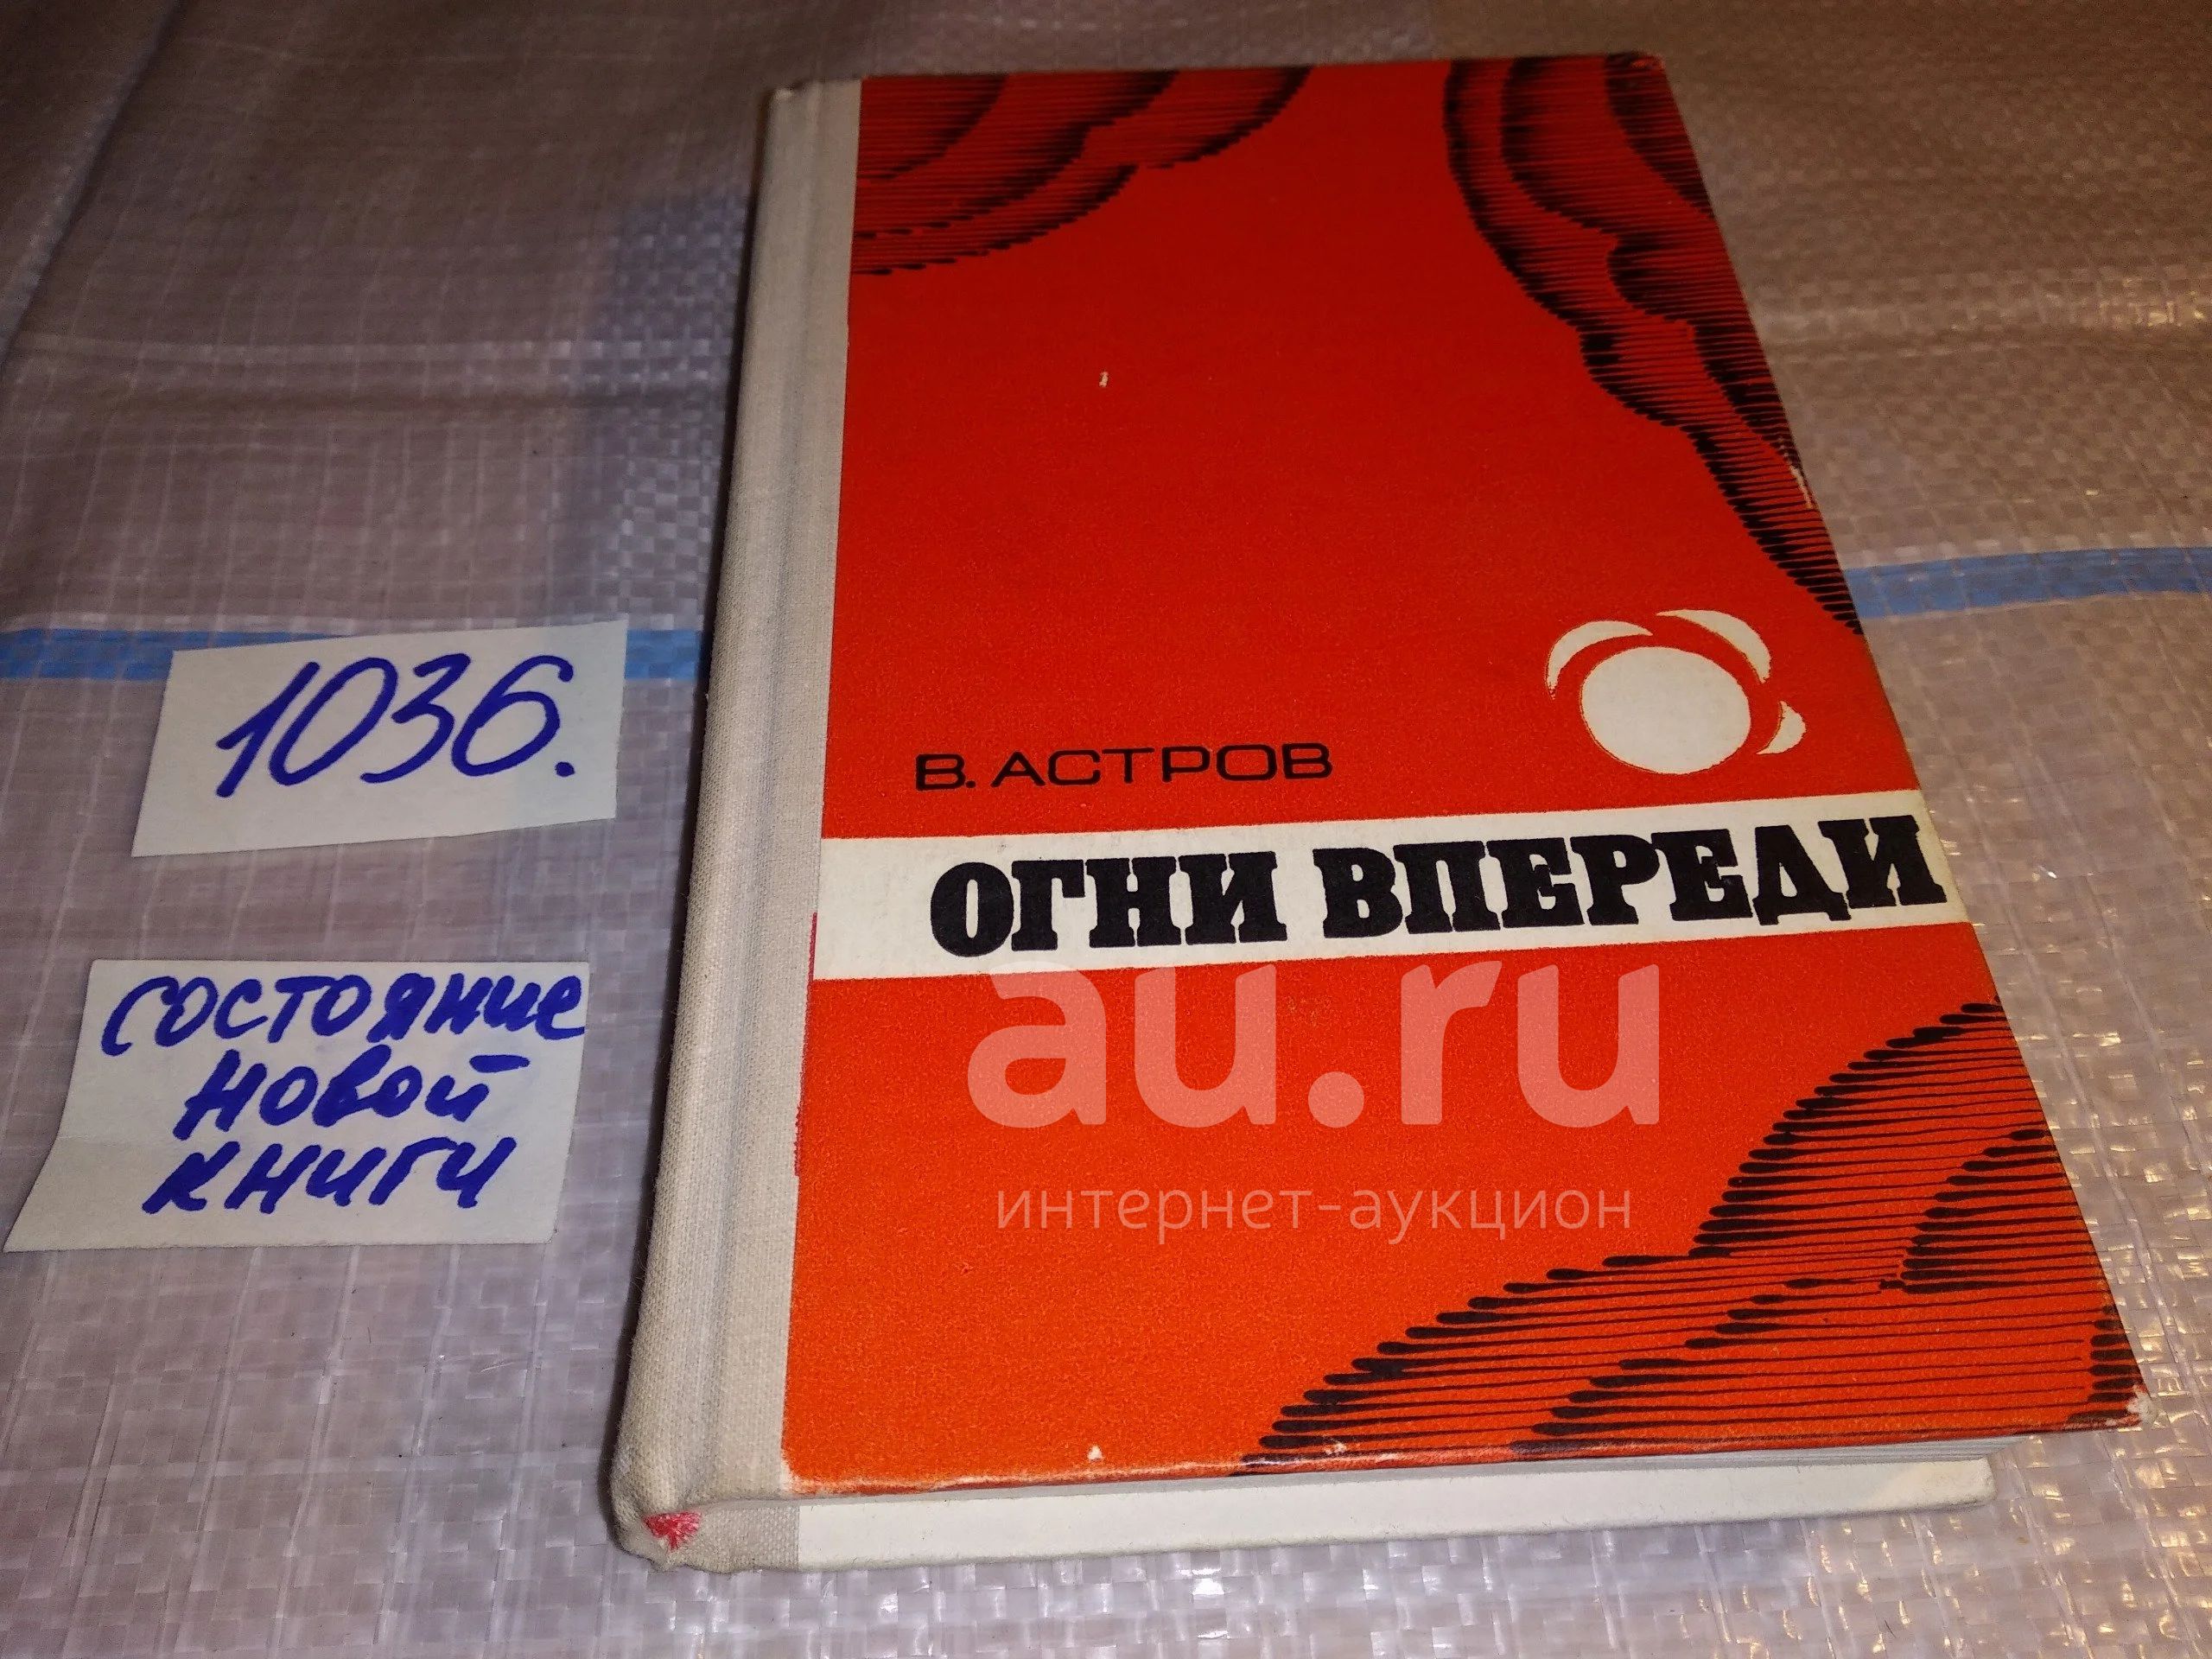 1036.
состояние
новой
книги
В. АСТРОВ
ОГНИ ВПЕРЕДИ
au.ru
интернет-аукцион